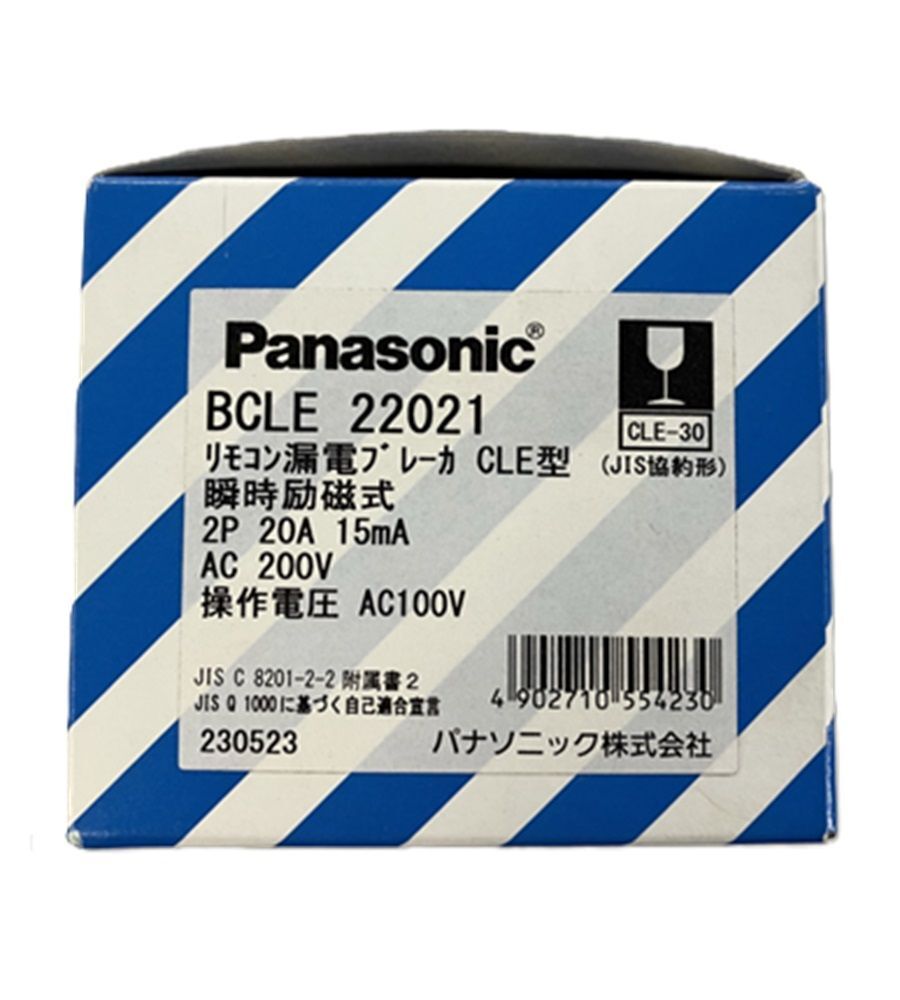 Panasonic®
BCLE 22021
CLE-30
リモコン漏電ブレーカ CLE型
(JIS協約形)
瞬時励磁式
2P 20A 15mA
AC 200V
操作電圧 AC100V
JIS C 8201-2-2 附属書2
JIS Q 1000に基づく自己適合宣言
4 902710 554230
230523
パナソニック株式会社